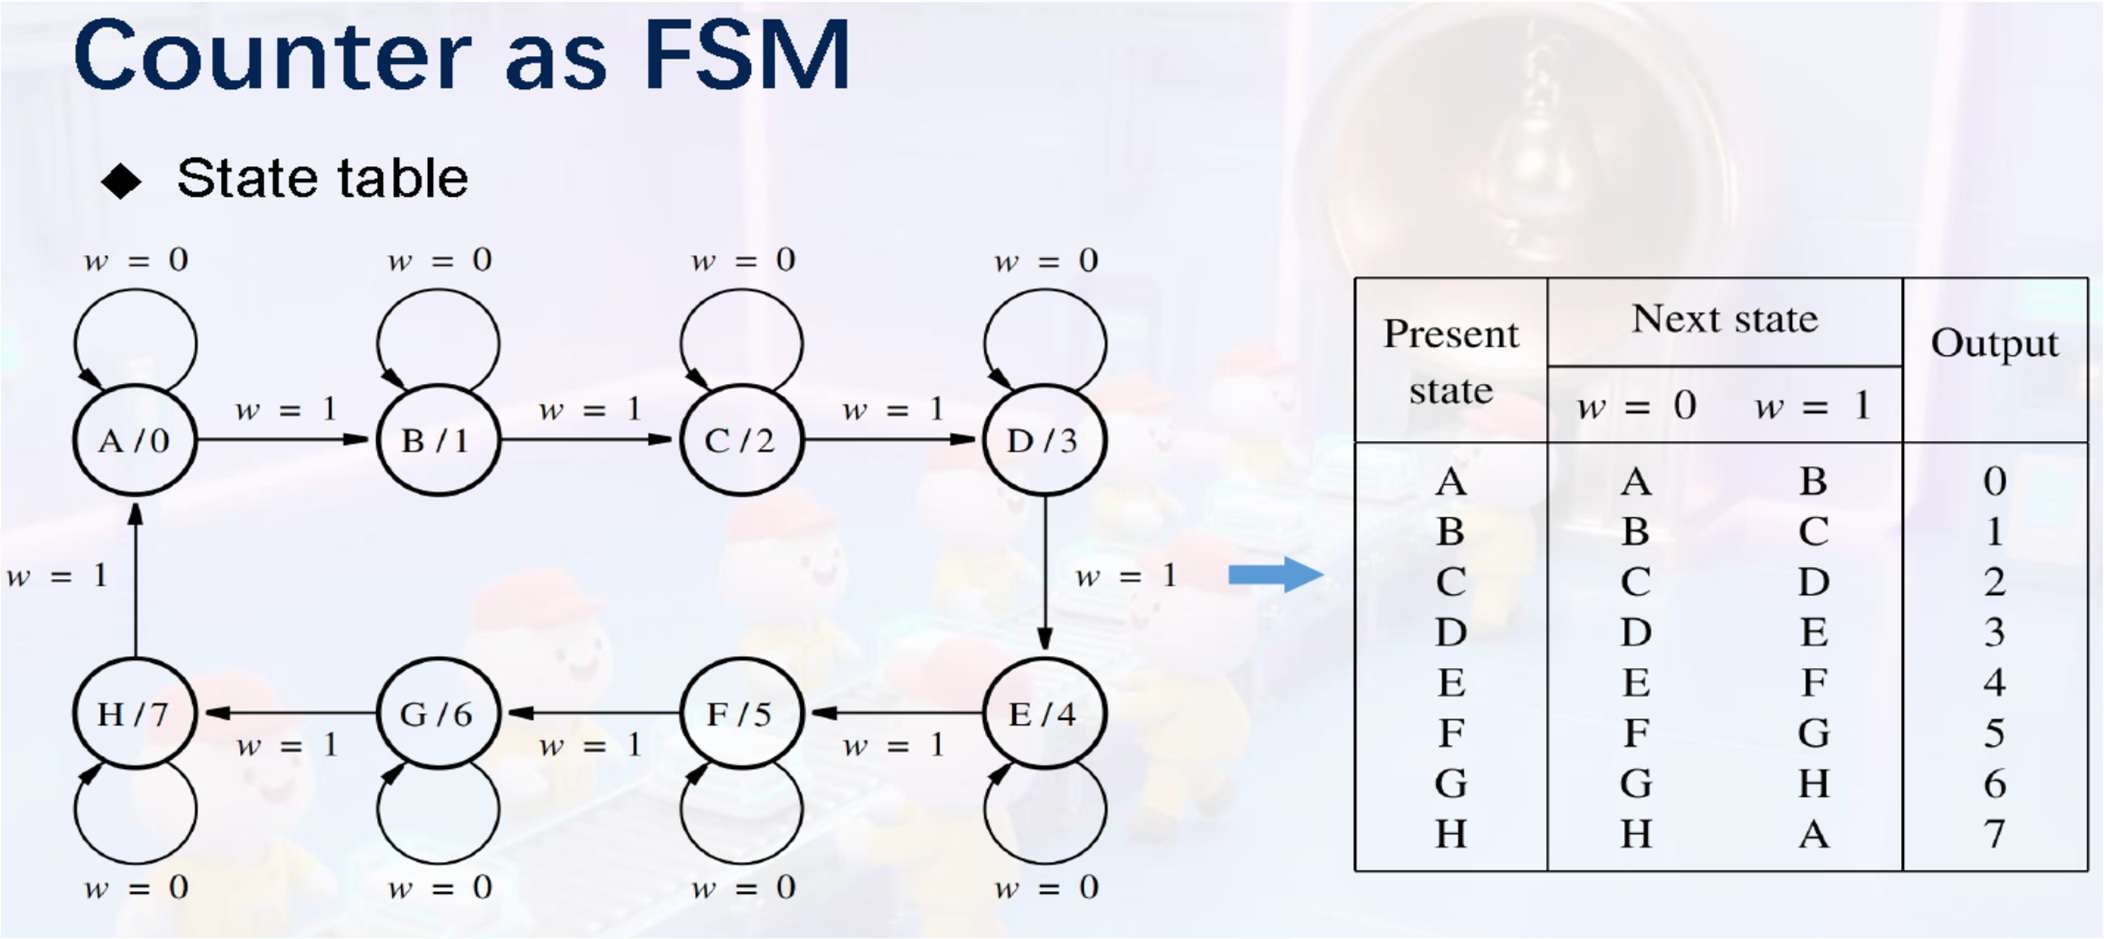 Counter as FSM
◆ State table
w = 0 w = 0 w = 0 w = 0
A/0 w = 1 B/1 w = 1 C/2 w = 1 D/3
w = 1 w = 1
H/7 w = 1 G/6 w = 1 F/5 w = 1 E/4
w = 0 w = 0 w = 0 w = 0
Present state Next state Output
w = 0 w = 1
A A B 0
B B C 1
C C D 2
D D E 3
E E F 4
F F G 5
G G H 6
H H A 7